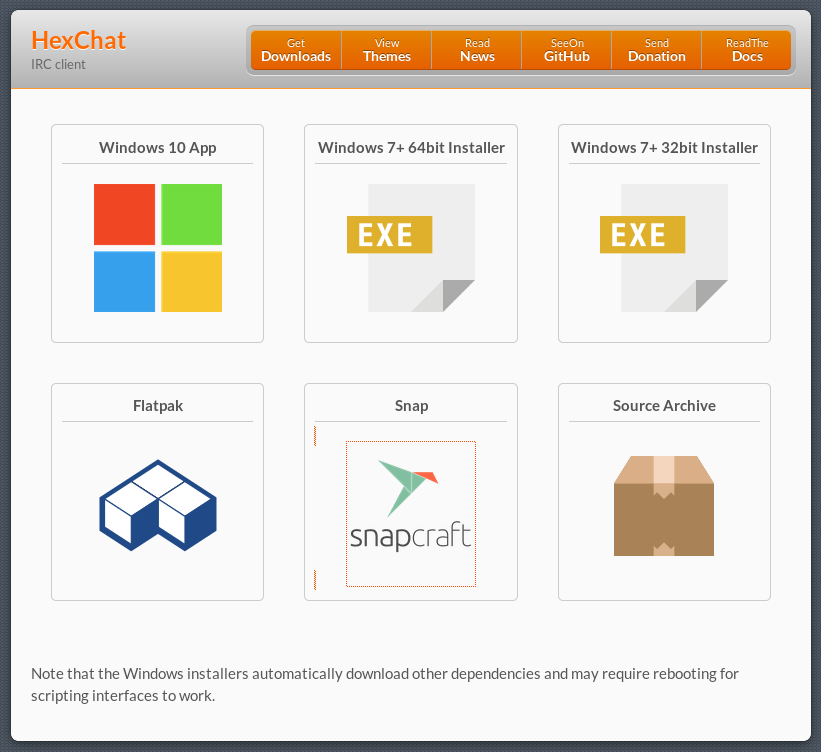 HexChat
IRC client
Get
Downloads
View
Themes
Read
News
SeeOn
GitHub
Send
Donation
ReadThe
Docs
Windows 10 App
Windows 7+ 64bit Installer
Windows 7+ 32bit Installer
EXE
EXE
Flatpak
Snap
Source Archive
snapcraft
Note that the Windows installers automatically download other dependencies and may require rebooting for
scripting interfaces to work.